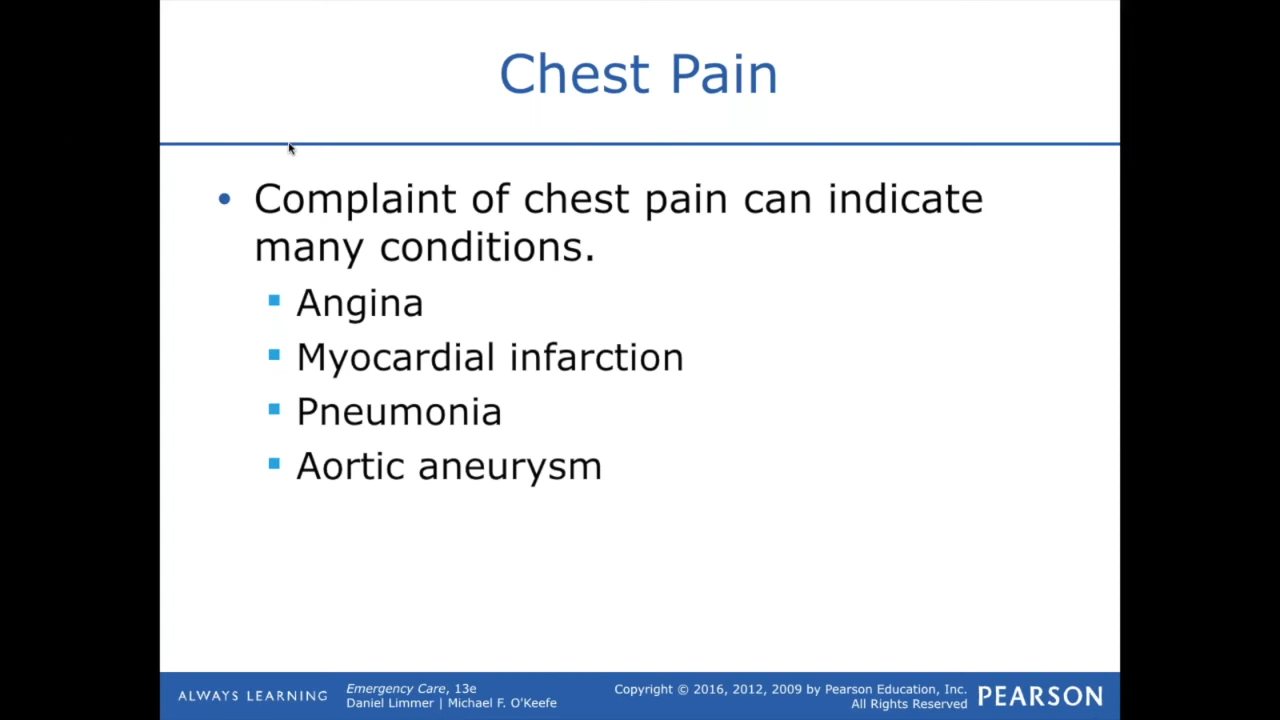 Chest Pain
• Complaint of chest pain can indicate
many conditions.
▪ Angina
▪ Myocardial infarction
▪ Pneumonia
▪ Aortic aneurysm
ALWAYS LEARNING
Emergency Care, 13e
Daniel Limmer | Michael F. O'Keefe
Copyright © 2016, 2012, 2009 by Pearson Education, Inc.
All Rights Reserved
PEARSON